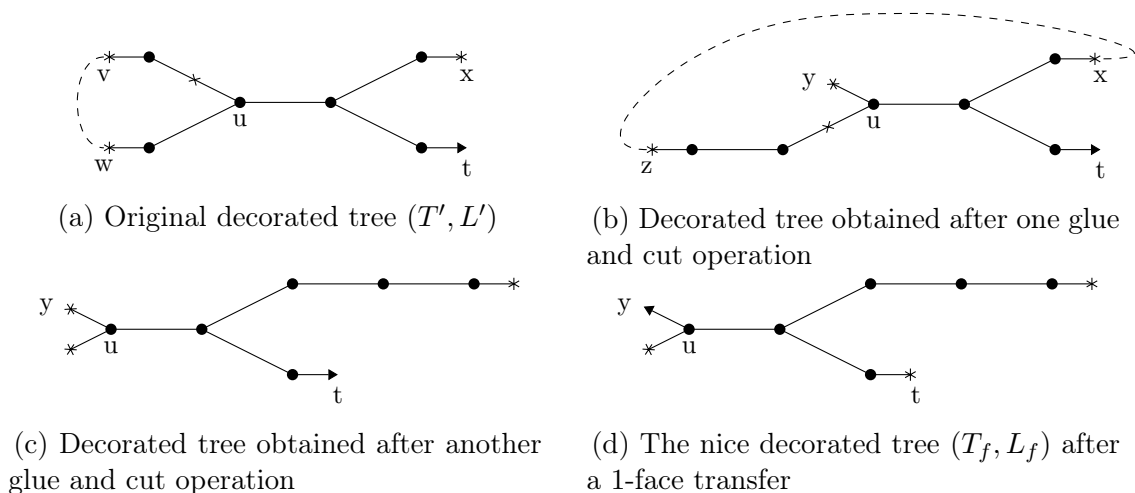 v
x
u
w
t
(a) Original decorated tree (T′, L′)
y
x
u
z
t
(b) Decorated tree obtained after one glue
and cut operation
y
u
t
(c) Decorated tree obtained after another
glue and cut operation
y
u
t
(d) The nice decorated tree (T_f, L_f) after
a 1-face transfer